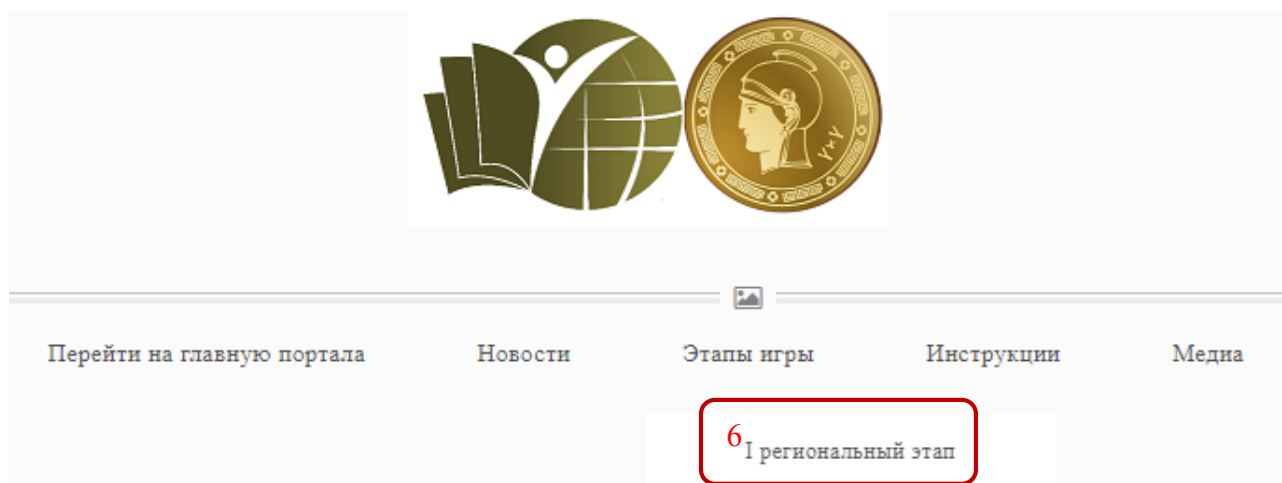 Перейти на главную портала Новости Этапы игры Инструкции Медиа
6 I региональный этап